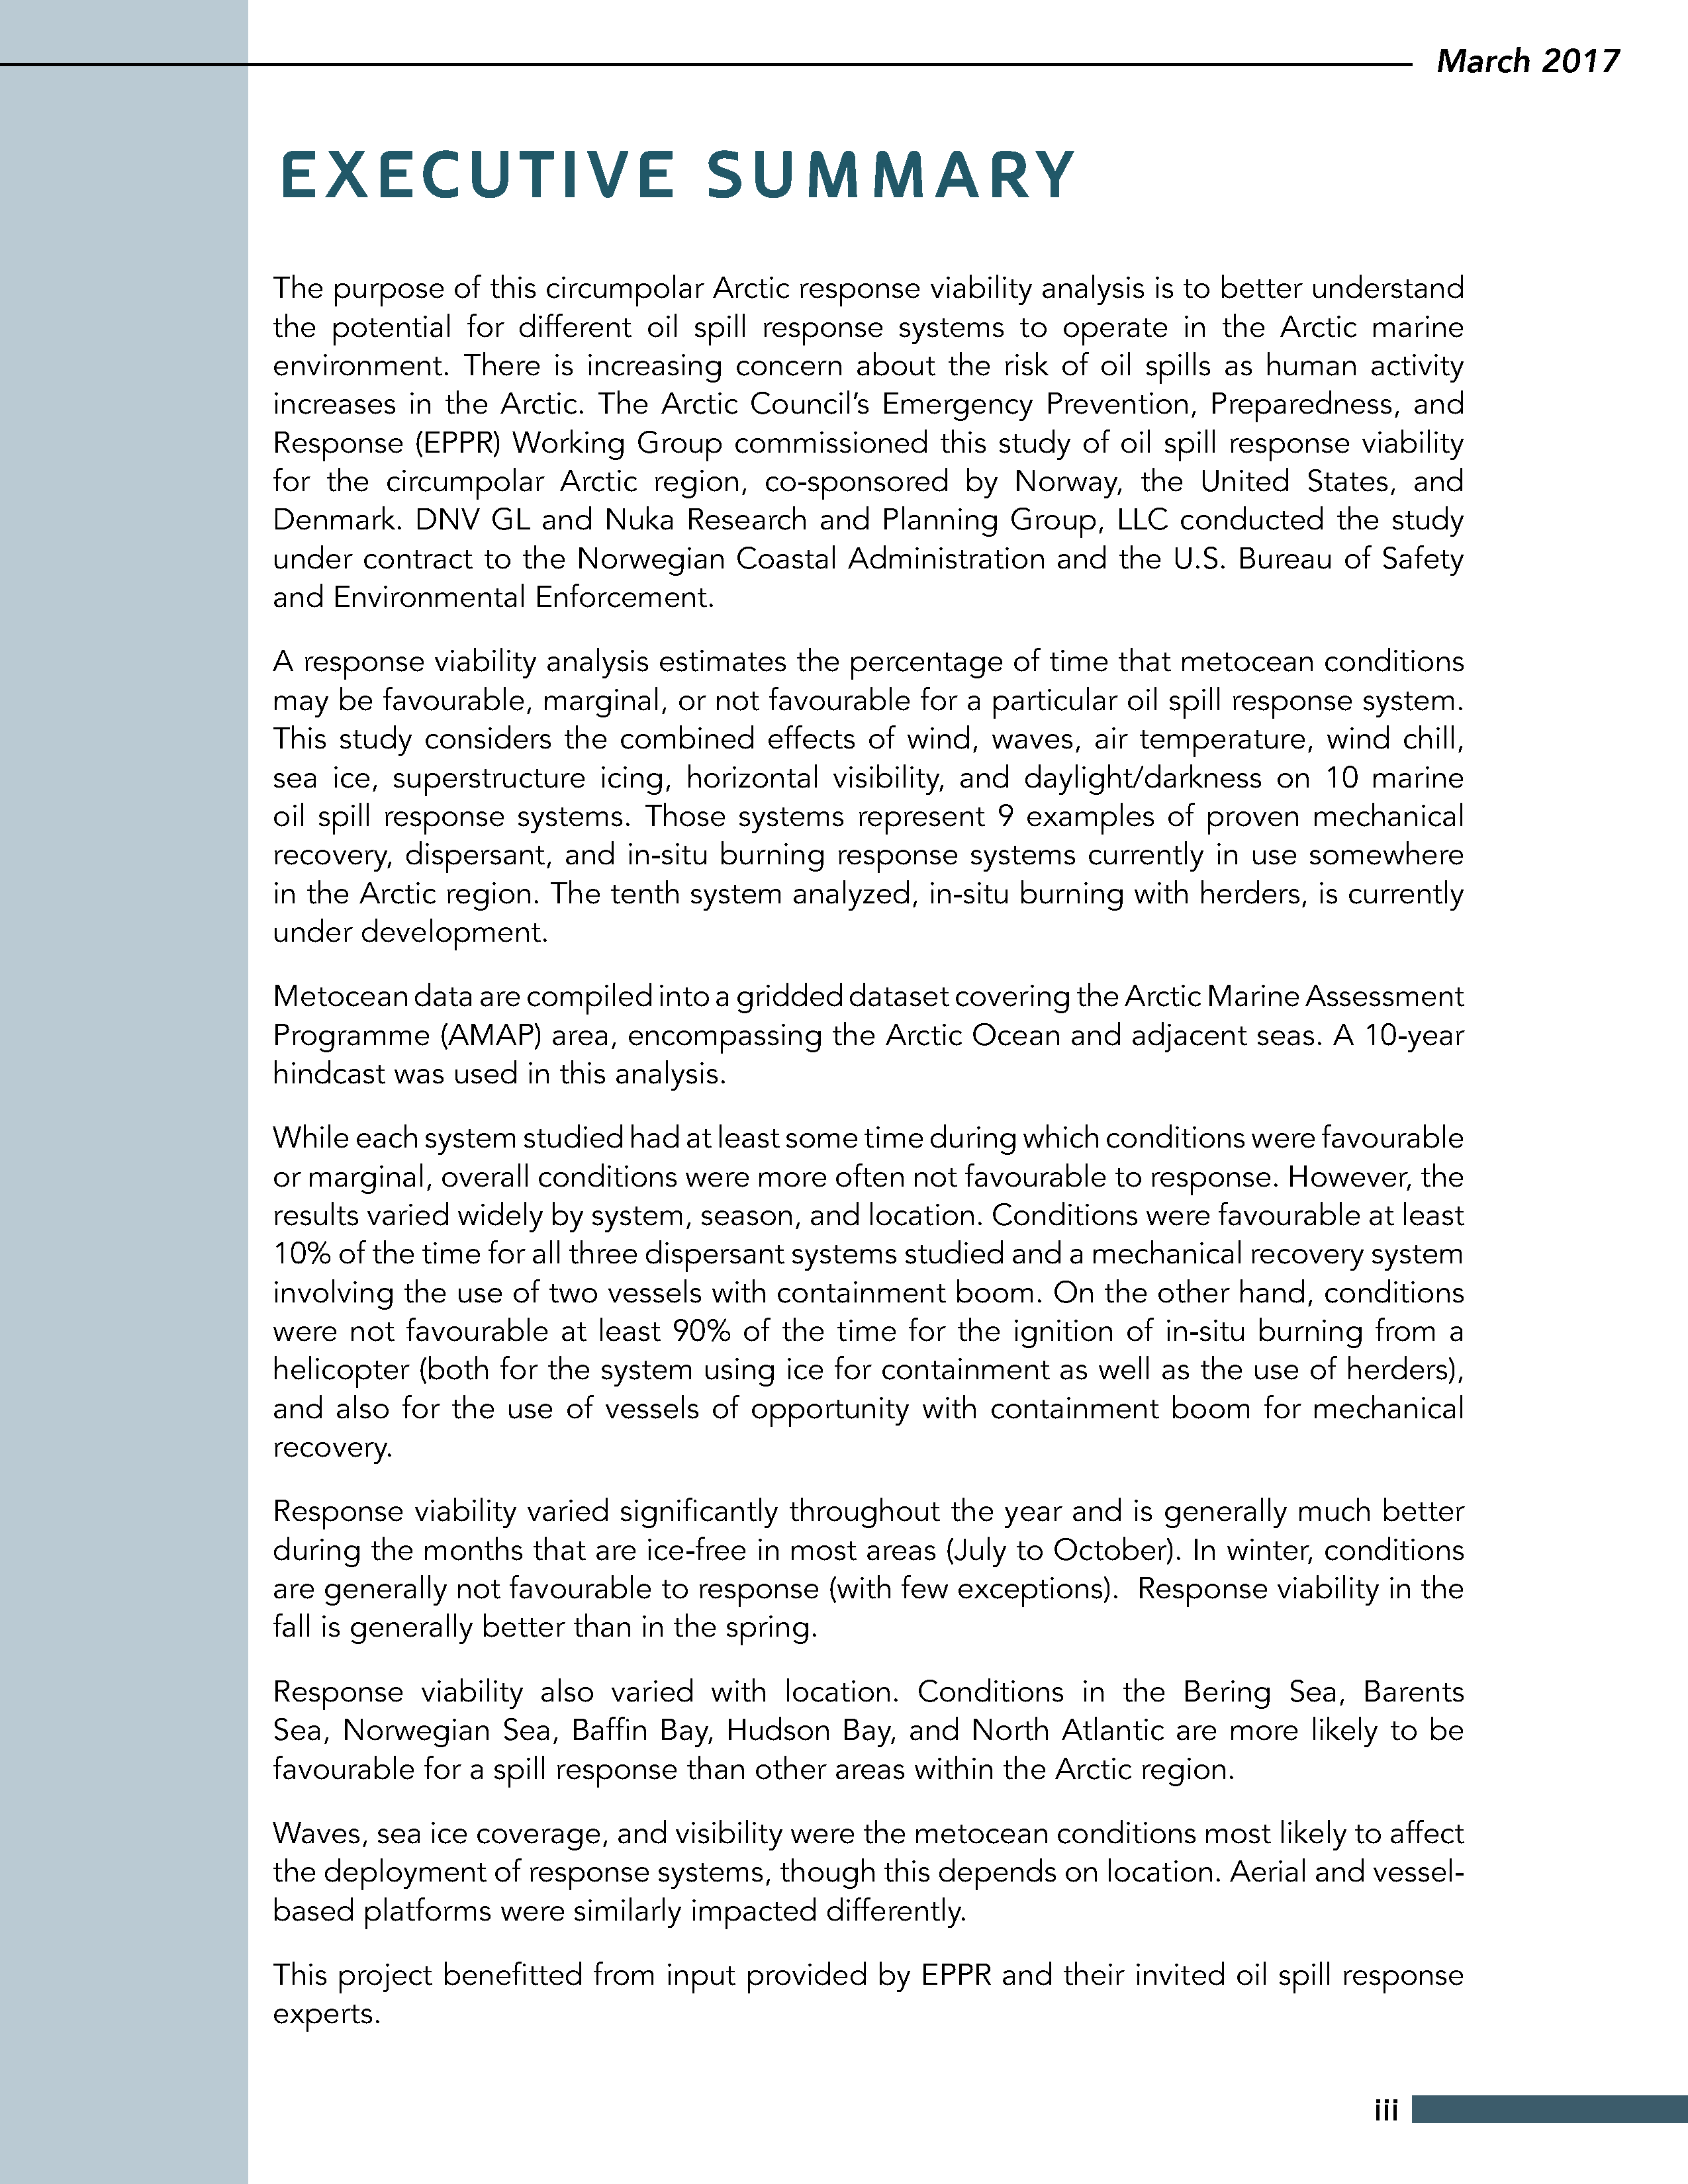 March 2017
EXECUTIVE SUMMARY
The purpose of this circumpolar Arctic response viability analysis is to better understand
the potential for different oil spill response systems to operate in the Arctic marine
environment. There is increasing concern about the risk of oil spills as human activity
increases in the Arctic. The Arctic Council’s Emergency Prevention, Preparedness, and
Response (EPPR) Working Group commissioned this study of oil spill response viability
for the circumpolar Arctic region, co-sponsored by Norway, the United States, and
Denmark. DNV GL and Nuka Research and Planning Group, LLC conducted the study
under contract to the Norwegian Coastal Administration and the U.S. Bureau of Safety
and Environmental Enforcement.
A response viability analysis estimates the percentage of time that metocean conditions
may be favourable, marginal, or not favourable for a particular oil spill response system.
This study considers the combined effects of wind, waves, air temperature, wind chill,
sea ice, superstructure icing, horizontal visibility, and daylight/darkness on 10 marine
oil spill response systems. Those systems represent 9 examples of proven mechanical
recovery, dispersant, and in-situ burning response systems currently in use somewhere
in the Arctic region. The tenth system analyzed, in-situ burning with herders, is currently
under development.
Metocean data are compiled into a gridded dataset covering the Arctic Marine Assessment
Programme (AMAP) area, encompassing the Arctic Ocean and adjacent seas. A 10-year
hindcast was used in this analysis.
While each system studied had at least some time during which conditions were favourable
or marginal, overall conditions were more often not favourable to response. However, the
results varied widely by system, season, and location. Conditions were favourable at least
10% of the time for all three dispersant systems studied and a mechanical recovery system
involving the use of two vessels with containment boom. On the other hand, conditions
were not favourable at least 90% of the time for the ignition of in-situ burning from a
helicopter (both for the system using ice for containment as well as the use of herders),
and also for the use of vessels of opportunity with containment boom for mechanical
recovery.
Response viability varied significantly throughout the year and is generally much better
during the months that are ice-free in most areas (July to October). In winter, conditions
are generally not favourable to response (with few exceptions). Response viability in the
fall is generally better than in the spring.
Response viability also varied with location. Conditions in the Bering Sea, Barents
Sea, Norwegian Sea, Baffin Bay, Hudson Bay, and North Atlantic are more likely to be
favourable for a spill response than other areas within the Arctic region.
Waves, sea ice coverage, and visibility were the metocean conditions most likely to affect
the deployment of response systems, though this depends on location. Aerial and vessel-
based platforms were similarly impacted differently.
This project benefitted from input provided by EPPR and their invited oil spill response
experts.
iii